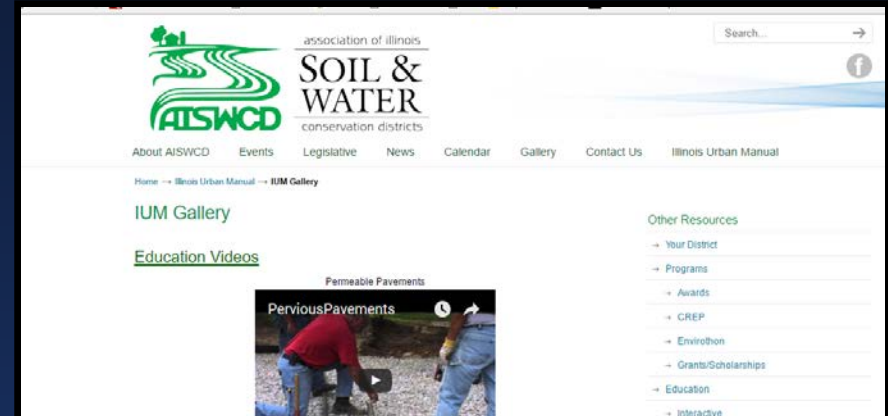 association of illinois
SOIL &
WATER
conservation districts
AISWCD
Search...
About AISWCD Events Legislative News Calendar Gallery Contact Us Illinois Urban Manual
Home → Illinois Urban Manual → IUM Gallery
IUM Gallery
Education Videos
Permeable Pavements
PerviousPavements
Other Resources
→ Your District
→ Programs
→ Awards
→ CREP
→ Envirothon
→ Grants/Scholarships
→ Education
→ Interactive